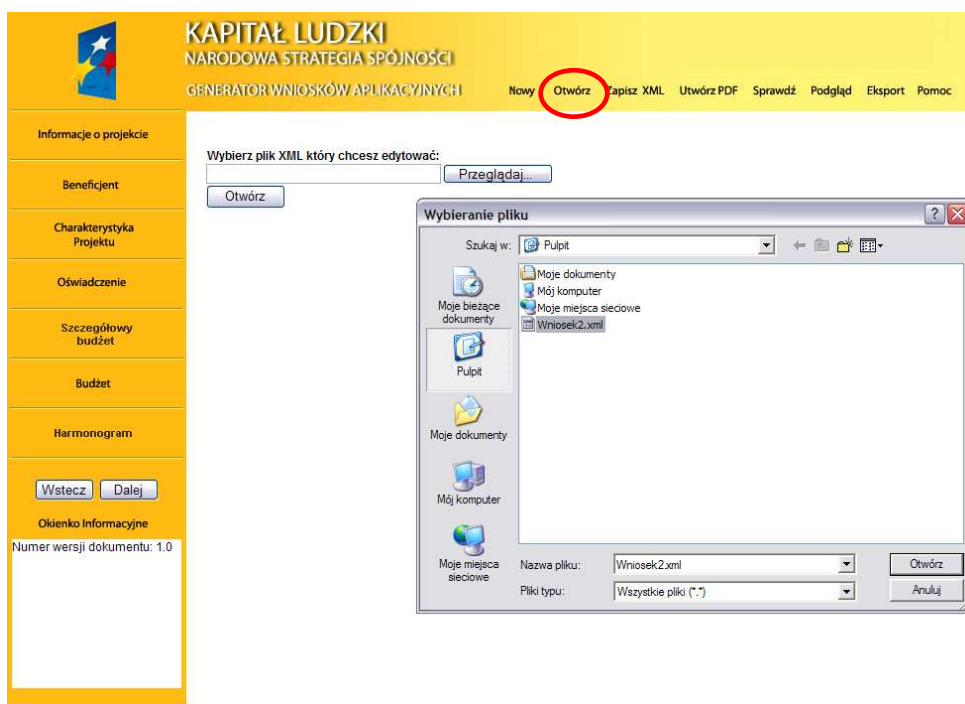 KAPITAŁ LUDZKI
NARODOWA STRATEGIA SPÓJNOŚCI
GENERATOR WNIOSKÓW APLIKACYJNYCH
Nowy Otwórz Zapisz XML Utwórz PDF Sprawdź Podgląd Eksport Pomoc
Informacje o projekcie
Beneficjent
Charakterystyka
Projektu
Oświadczenie
Szczegółowy
budżet
Budżet
Harmonogram
Wstecz Dalej
Okienko Informacyjne
Numer wersji dokumentu: 1.0
Wybierz plik XML który chcesz edytować:
Przeglądaj...
Otwórz
Wybieranie pliku
Szukaj w: Pulpit
Moje bieżące
dokumenty
Pulpit
Moje dokumenty
Mój komputer
Moje miejsca
sieciowe
Moje dokumenty
Mój komputer
Moje miejsca sieciowe
Wniosek2.xml
Nazwa pliku: Wniosek2.xml Otwórz
Pliki typu: Wszystkie pliki (*.*) Anuluj